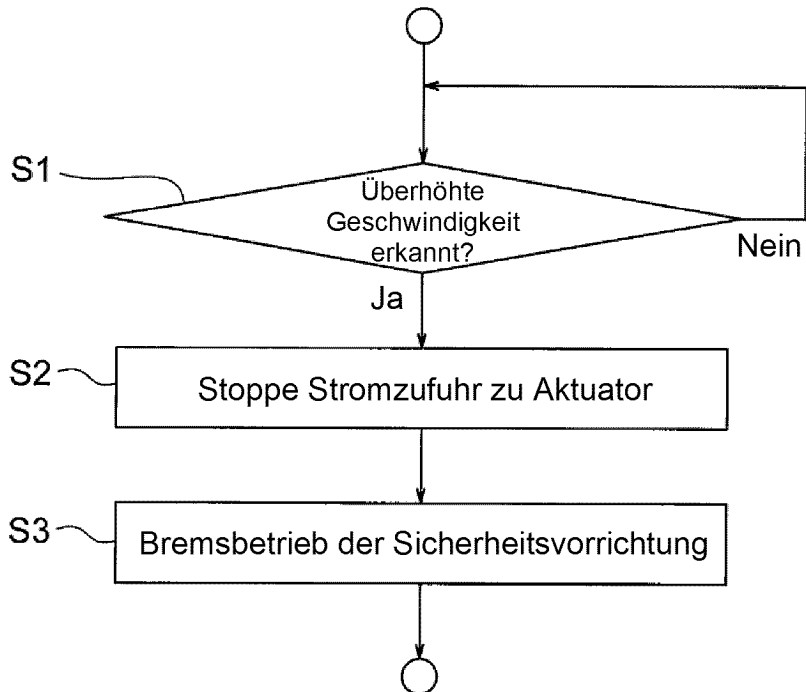 S1
Überhöhte
Geschwindigkeit
erkannt?
Nein
Ja
S2
Stoppe Stromzufuhr zu Aktuator
S3
Bremsbetrieb der Sicherheitsvorrichtung